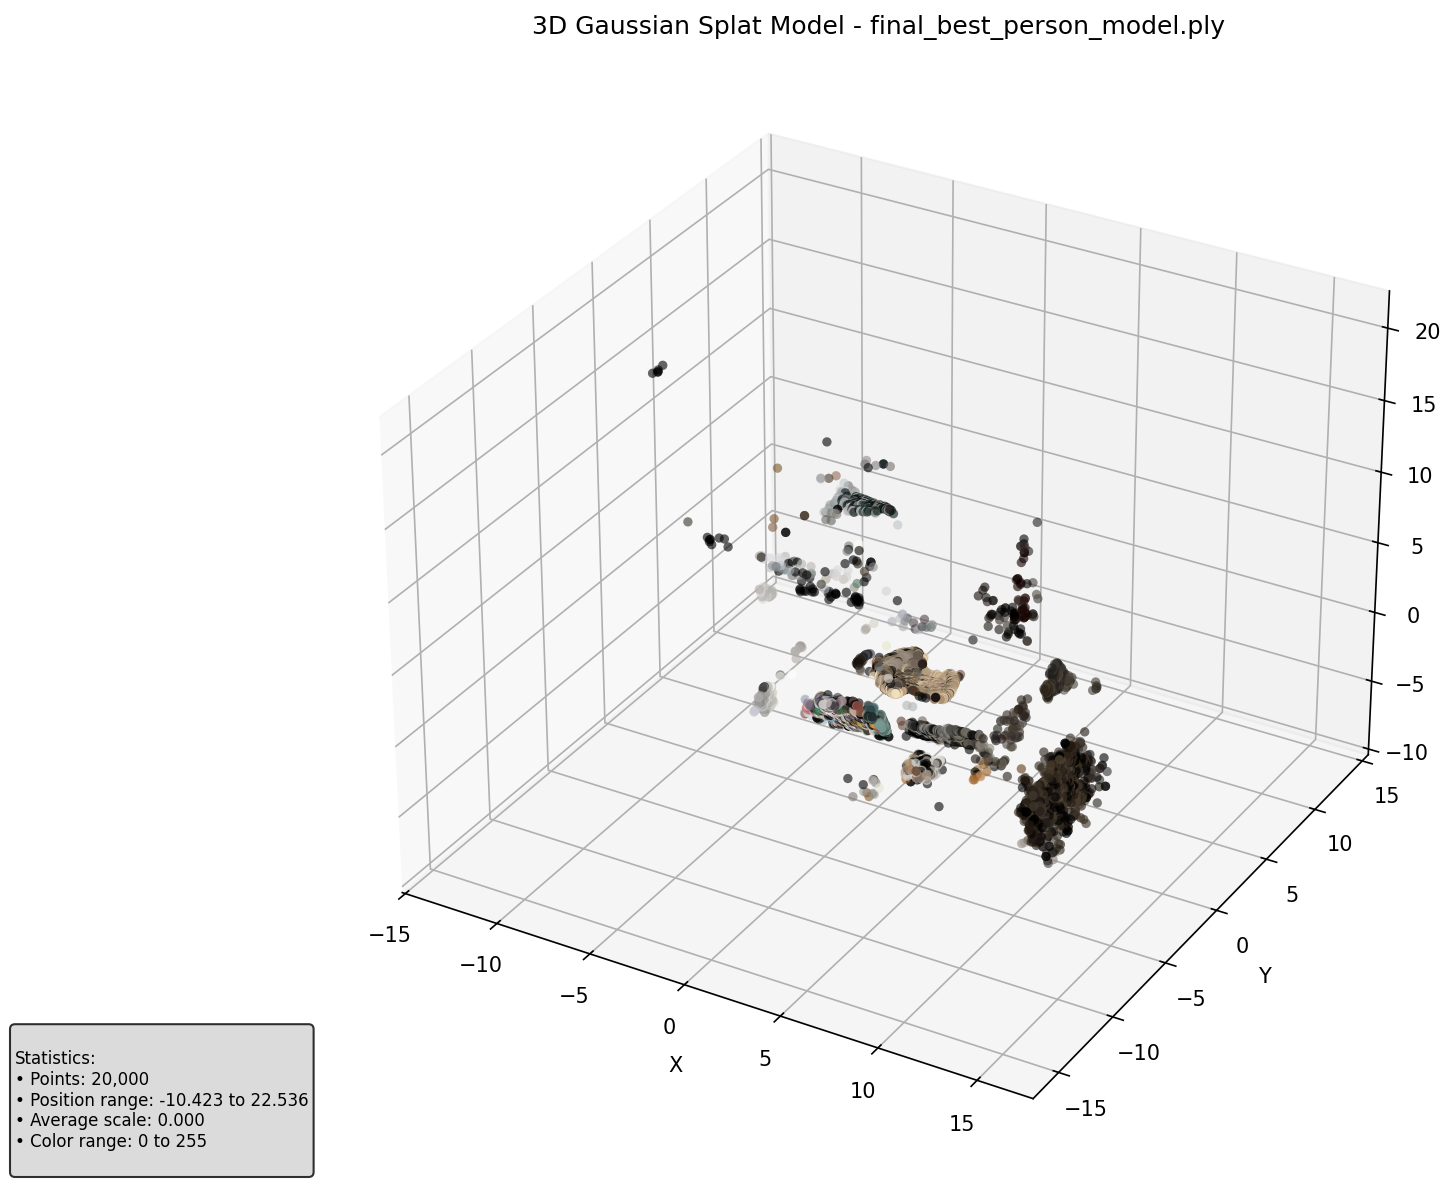 3D Gaussian Splat Model - final_best_person_model.ply
20
15
10
5
0
−5
−10
15
10
5
0
−5
−10
−15
Y
−15
−10
−5
0
5
10
15
X
Statistics:
• Points: 20,000
• Position range: -10.423 to 22.536
• Average scale: 0.000
• Color range: 0 to 255